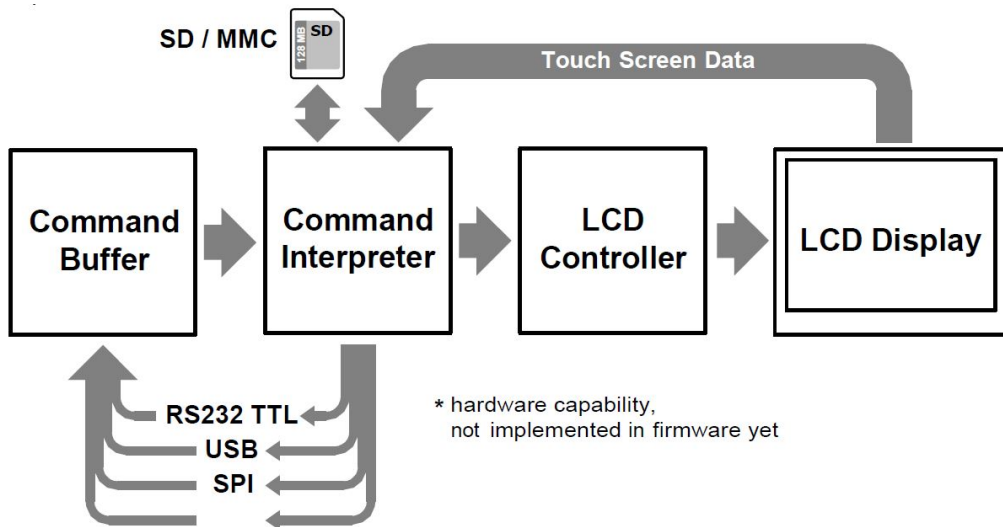 SD / MMC
SD
128 MB
Touch Screen Data
Command
Buffer
Command
Interpreter
LCD
Controller
LCD Display
RS232 TTL
USB
SPI
* hardware capability,
not implemented in firmware yet